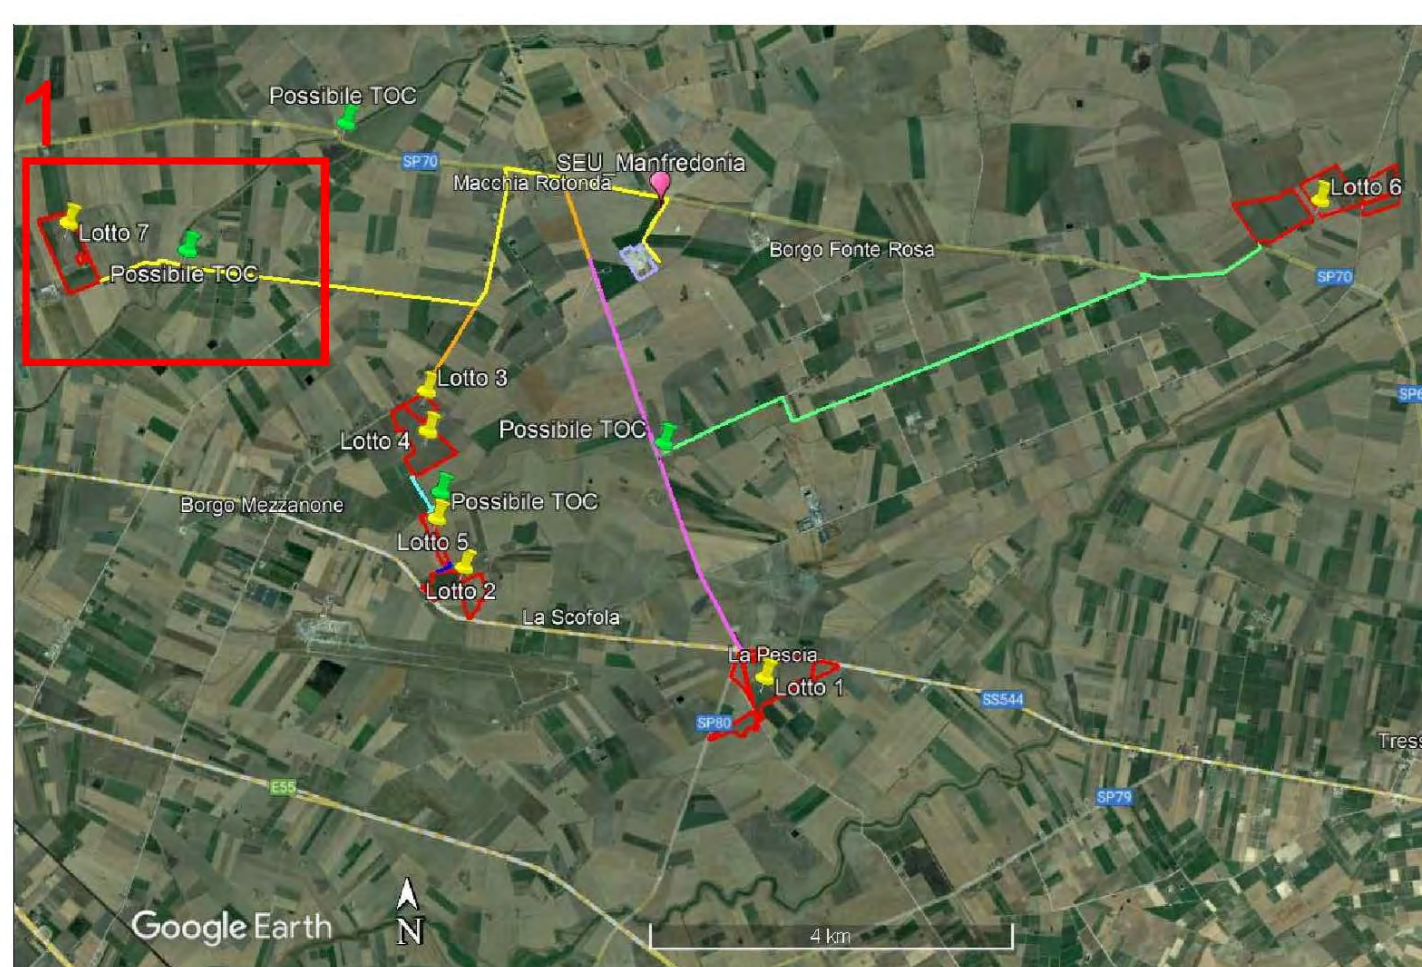 1
Possibile TOC
SP70
SEU_Manfredonia
Macchia Rotonda
Lotto 6
Lotto 7
Possibile TOC
Borgo Fonte Rosa
SP70
Lotto 3
SP6
Lotto 4
Possibile TOC
Borgo Mezzanone
Possibile TOC
Lotto 5
Lotto 2
La Scofola
La Pescia
Lotto 1
SS544
SP80
Tress
E55
SP79
Google Earth
N
4 km